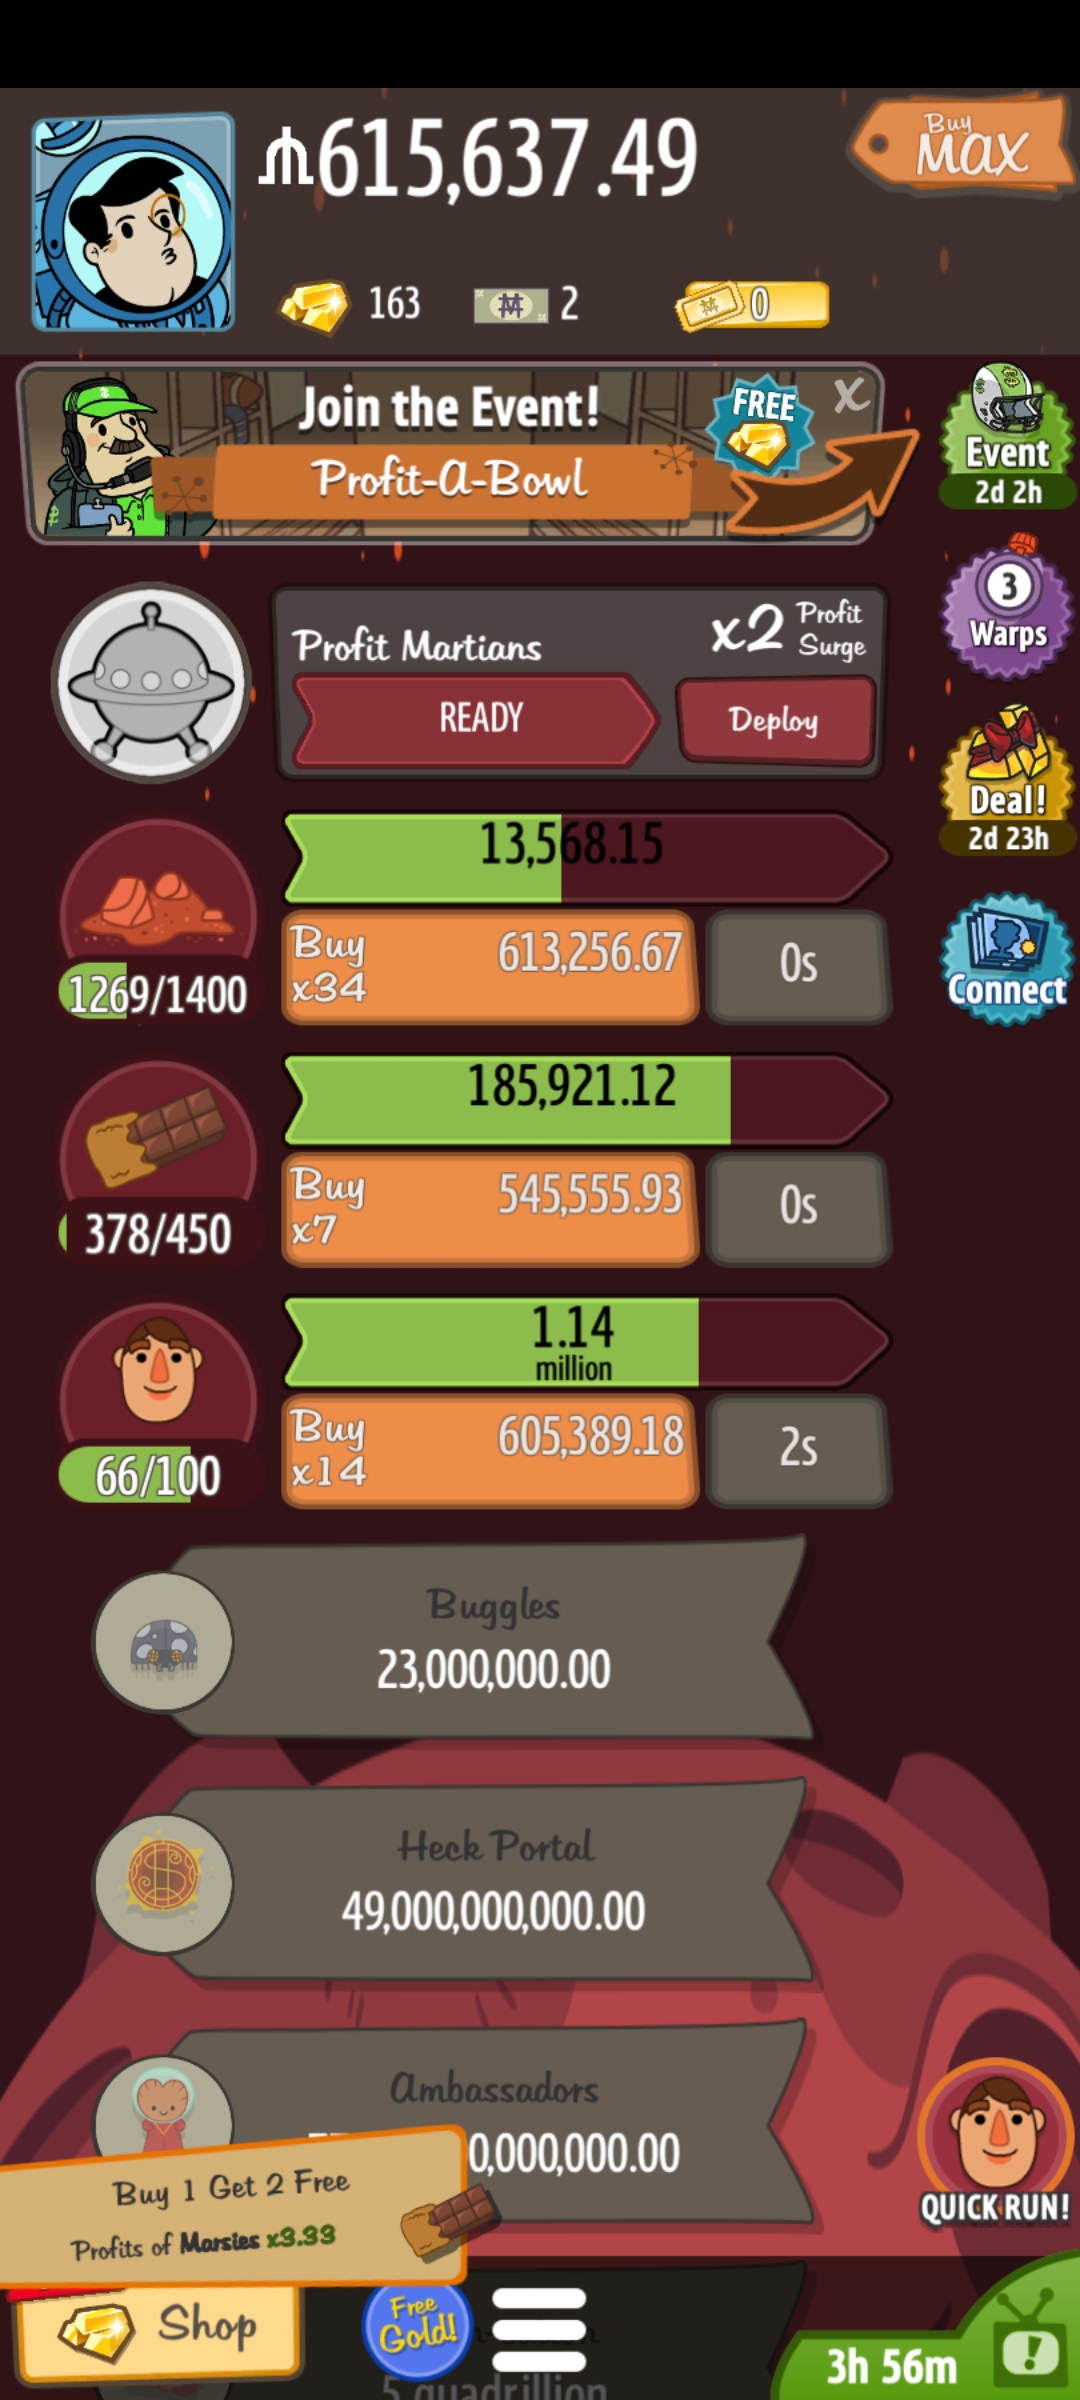 ₼615,637.49
Buy
MAX
163
2
0
Join the Event!
FREE
X
Profit-A-Bowl
Event
2d 2h
3
Warps
Profit Martians
x2 Profit Surge
READY
Deploy
Deal!
2d 23h
13,568.15
1269/1400
Buy x34
613,256.67
0s
Connect
185,921.12
378/450
Buy x7
545,555.93
0s
1.14
million
66/100
Buy x14
605,389.18
2s
Buggles
23,000,000.00
Heck Portal
49,000,000,000.00
Ambassadors
0,000,000.00
Buy 1 Get 2 Free
Profits of Marsies x3.33
QUICK RUN!
Shop
Free Gold!
3h 56m
5 quadrillion